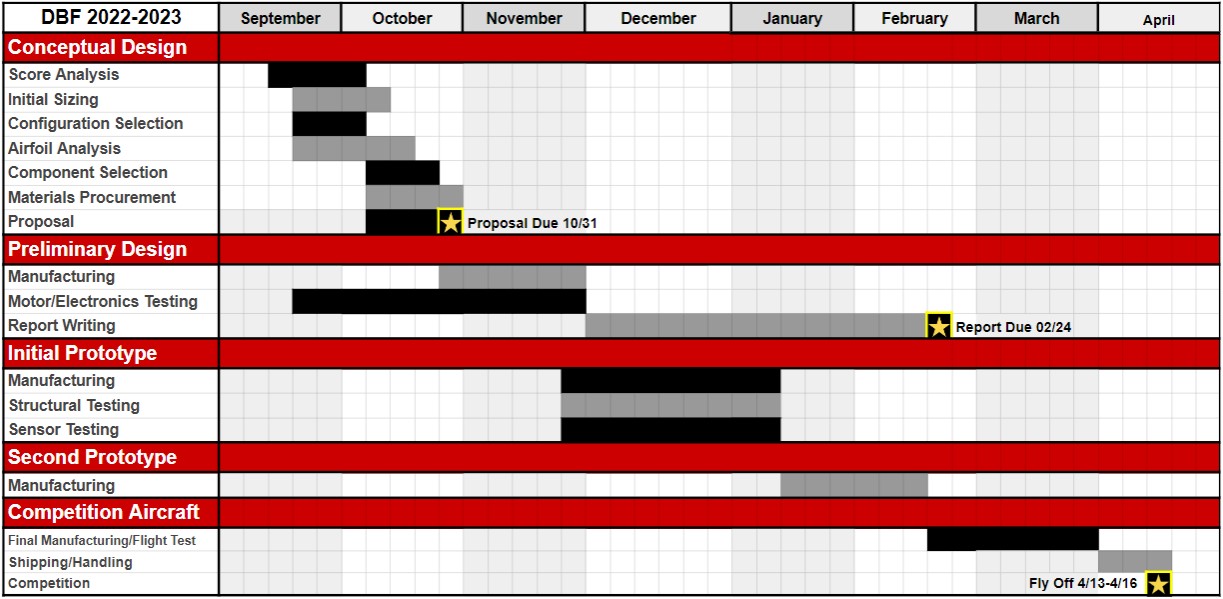 DBF 2022-2023 September October November December January February March April
Conceptual Design
Score Analysis
Initial Sizing
Configuration Selection
Airfoil Analysis
Component Selection
Materials Procurement
Proposal Proposal Due 10/31
Preliminary Design
Manufacturing
Motor/Electronics Testing
Report Writing Report Due 02/24
Initial Prototype
Manufacturing
Structural Testing
Sensor Testing
Second Prototype
Manufacturing
Competition Aircraft
Final Manufacturing/Flight Test
Shipping/Handling
Competition Fly Off 4/13-4/16